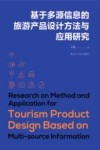 基于多源信息的
旅游产品设计方法与
应用研究
Research on Method and
Application for
Tourism Product
Design Based on
Multi-source Information